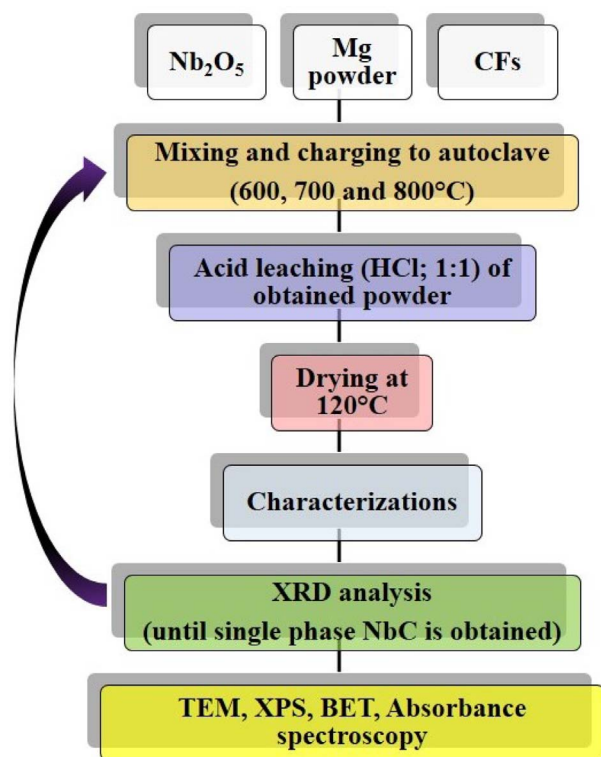 Nb₂O₅
Mg
powder
CFs
Mixing and charging to autoclave
(600, 700 and 800°C)
Acid leaching (HCl; 1:1) of
obtained powder
Drying at
120°C
Characterizations
XRD analysis
(until single phase NbC is obtained)
TEM, XPS, BET, Absorbance
spectroscopy